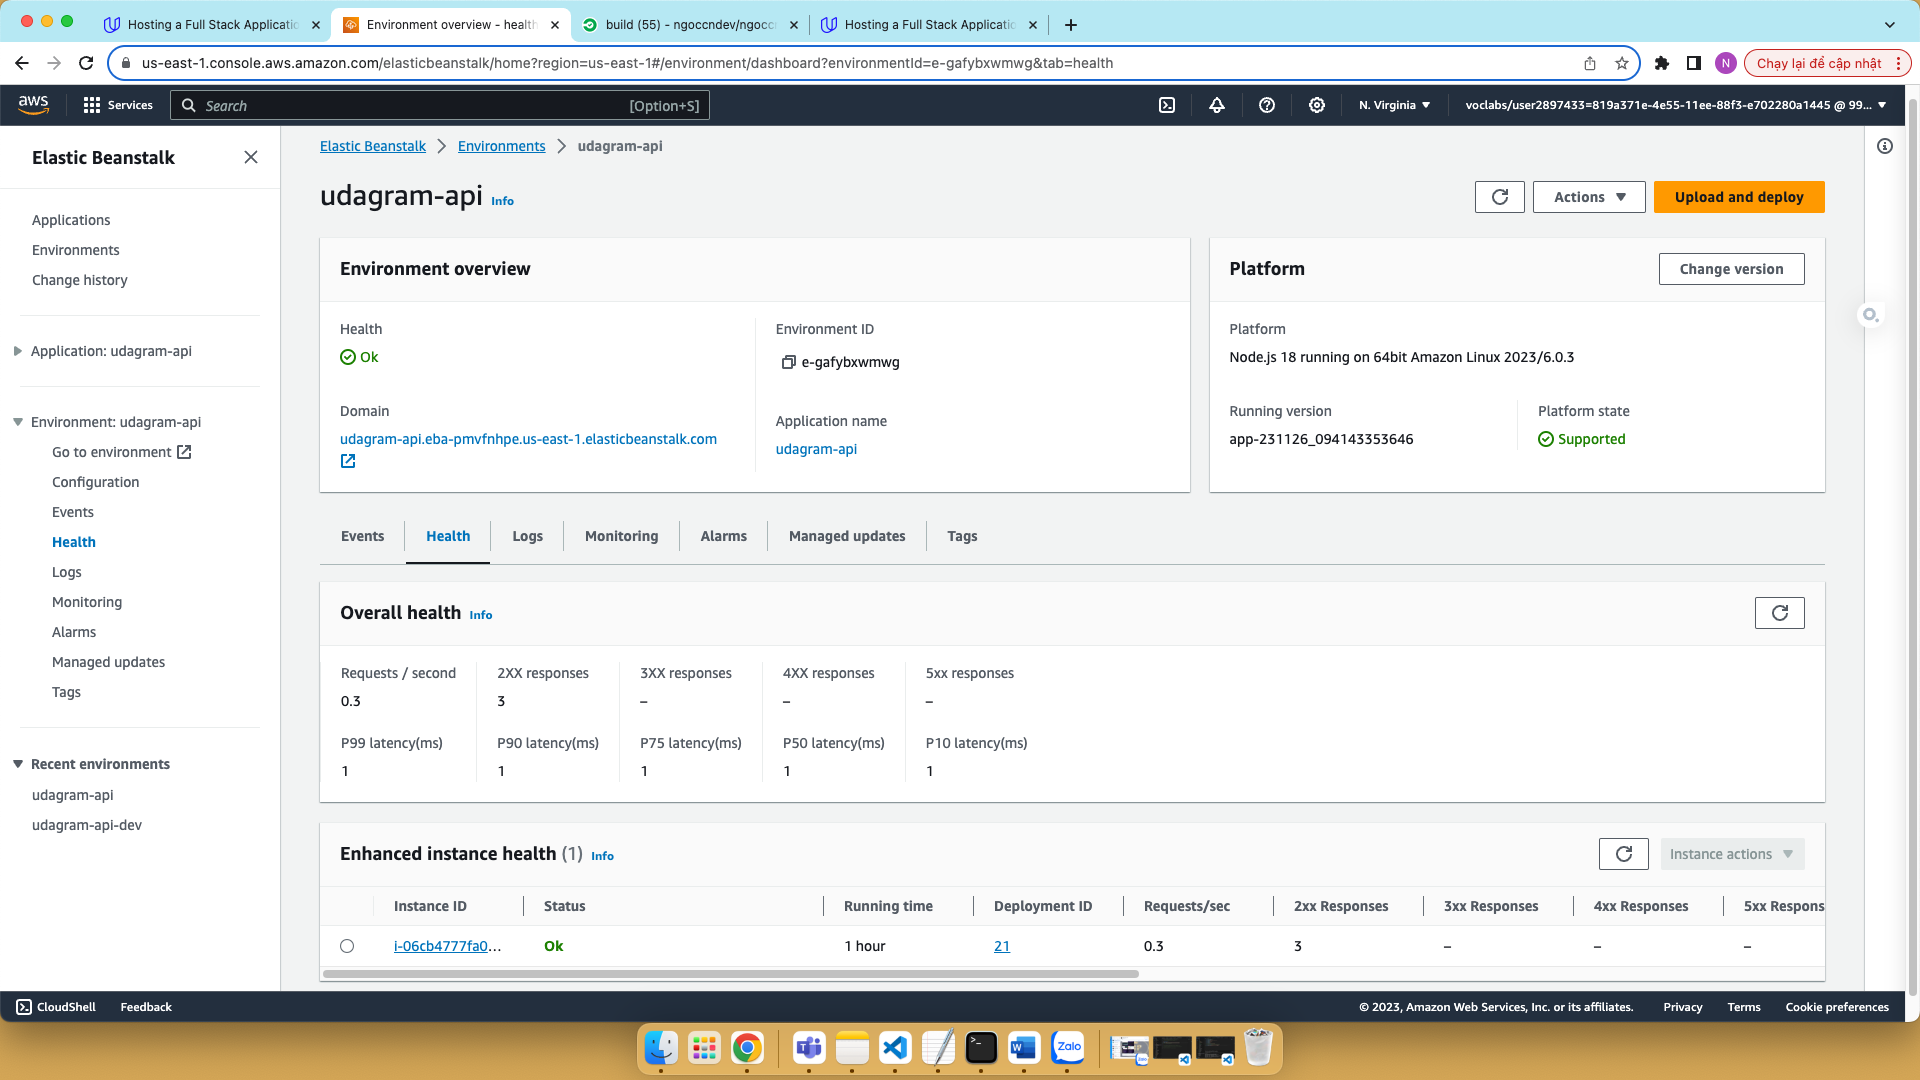 Hosting a Full Stack Applicatio
Environment overview - health
build (55) - ngoccndev/ngocc
Hosting a Full Stack Applicatio
us-east-1.console.aws.amazon.com/elasticbeanstalk/home?region=us-east-1#/environment/dashboard?environmentId=e-gafybxwmwg&tab=health
N
Chạy lại để cập nhật
aws
Services
Search
[Option+S]
N. Virginia
voclabs/user2897433=819a371e-4e55-11ee-88f3-e702280a1445 @ 99...
Elastic Beanstalk
Applications
Environments
Change history
Application: udagram-api
Environment: udagram-api
Go to environment
Configuration
Events
Health
Logs
Monitoring
Alarms
Managed updates
Tags
Recent environments
udagram-api
udagram-api-dev
Elastic Beanstalk
Environments
udagram-api
udagram-api Info
Actions
Upload and deploy
Environment overview
Health
Ok
Domain
udagram-api.eba-pmvfnhpe.us-east-1.elasticbeanstalk.com
Environment ID
e-gafybxwmwg
Application name
udagram-api
Platform
Change version
Platform
Node.js 18 running on 64bit Amazon Linux 2023/6.0.3
Running version
app-231126_094143353646
Platform state
Supported
Events
Health
Logs
Monitoring
Alarms
Managed updates
Tags
Overall health Info
Requests / second
0.3
2XX responses
3
3XX responses
–
4XX responses
–
5xx responses
–
P99 latency(ms)
1
P90 latency(ms)
1
P75 latency(ms)
1
P50 latency(ms)
1
P10 latency(ms)
1
Enhanced instance health (1) Info
Instance actions
Instance ID
Status
Running time
Deployment ID
Requests/sec
2xx Responses
3xx Responses
4xx Responses
5xx Respons
i-06cb4777fa0...
Ok
1 hour
21
0.3
3
–
–
–
CloudShell
Feedback
© 2023, Amazon Web Services, Inc. or its affiliates.
Privacy
Terms
Cookie preferences
Zalo